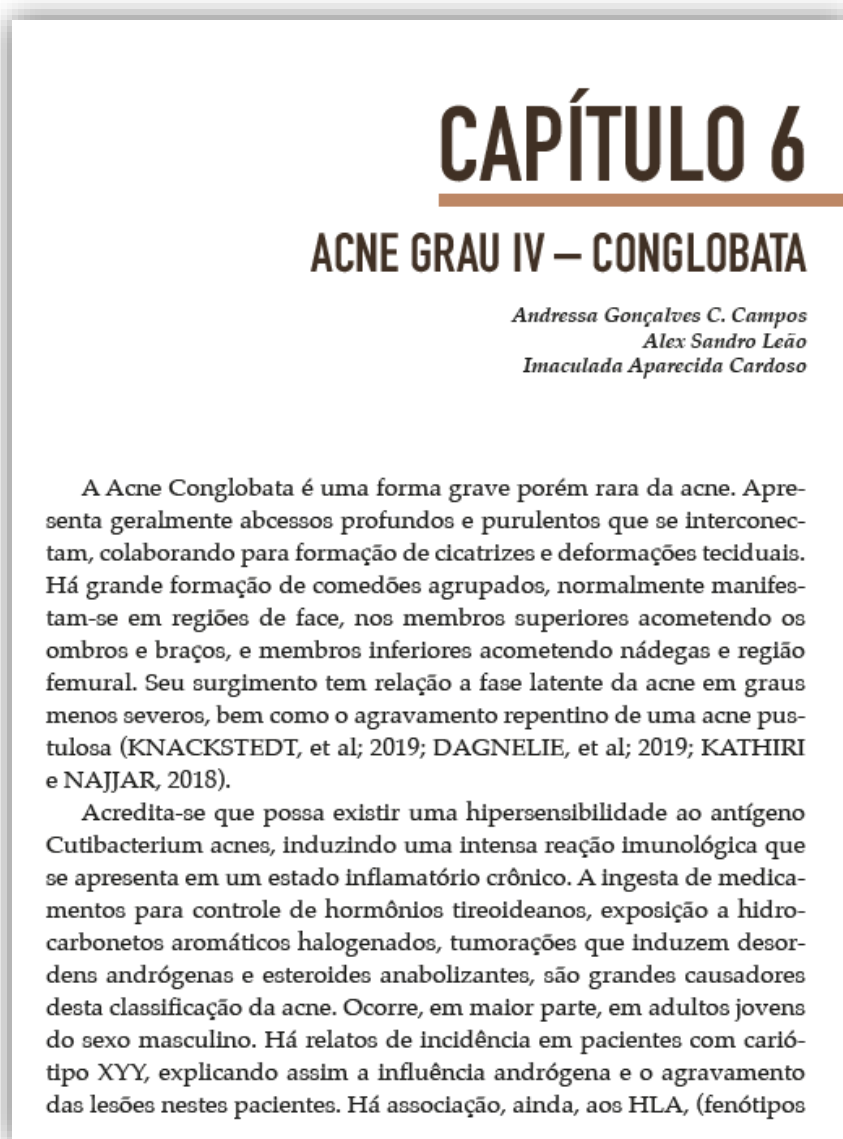 CAPÍTULO 6
ACNE GRAU IV – CONGLOBATA
Andressa Gonçalves C. Campos
Alex Sandro Leão
Imaculada Aparecida Cardoso
A Acne Conglobata é uma forma grave porém rara da acne. Apre-
senta geralmente abcessos profundos e purulentos que se interconec-
tam, colaborando para formação de cicatrizes e deformações teciduais.
Há grande formação de comedões agrupados, normalmente manifes-
tam-se em regiões de face, nos membros superiores acometendo os
ombros e braços, e membros inferiores acometendo nádegas e região
femural. Seu surgimento tem relação a fase latente da acne em graus
menos severos, bem como o agravamento repentino de uma acne pus-
tulosa (KNACKSTEDT, et al; 2019; DAGNELIE, et al; 2019; KATHIRI
e NAJJAR, 2018).
Acredita-se que possa existir uma hipersensibilidade ao antígeno
Cutibacterium acnes, induzindo uma intensa reação imunológica que
se apresenta em um estado inflamatório crônico. A ingesta de medica-
mentos para controle de hormônios tireoideanos, exposição a hidro-
carbonetos aromáticos halogenados, tumorações que induzem desor-
dens andrógenas e esteroides anabolizantes, são grandes causadores
desta classificação da acne. Ocorre, em maior parte, em adultos jovens
do sexo masculino. Há relatos de incidência em pacientes com carió-
tipo XYY, explicando assim a influência andrógena e o agravamento
das lesões nestes pacientes. Há associação, ainda, aos HLA, (fenótipos